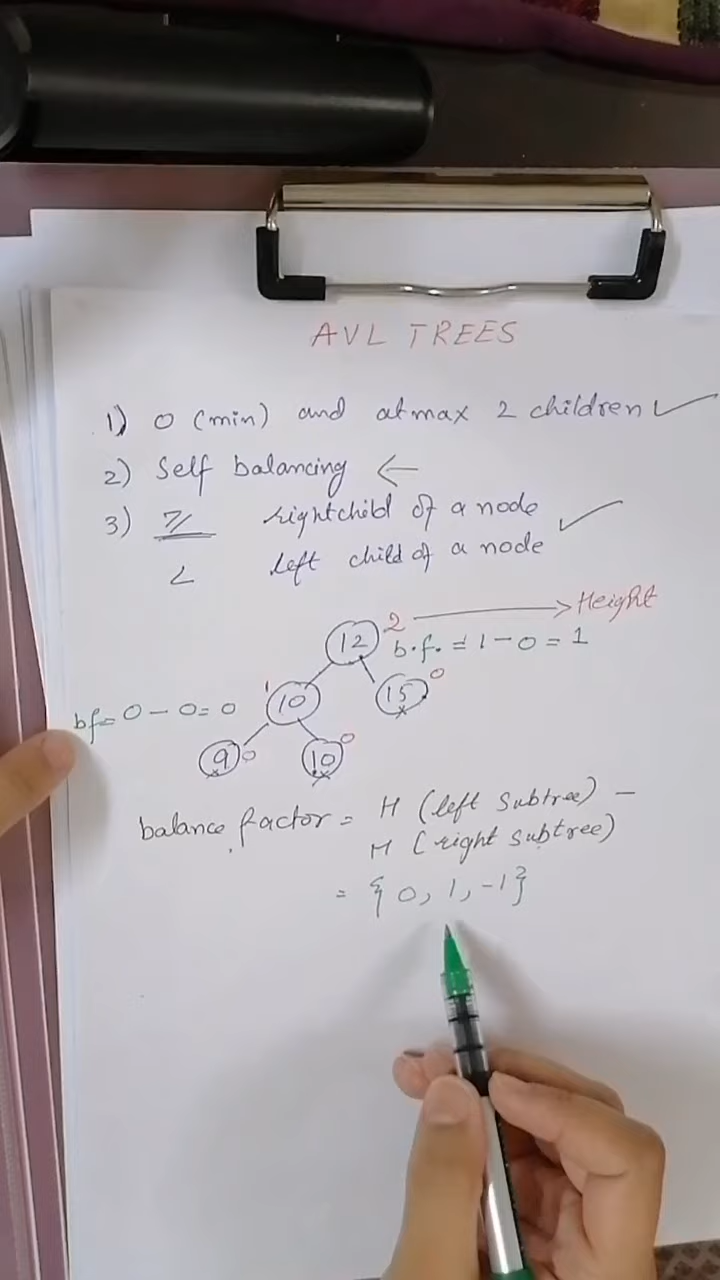 AVL TREES
1) 0 (min) and atmax 2 children ✓
2) Self balancing ←
3) ≥ rightchild of a node ✓
< left child of a node
2 → Height
12 b.f. = 1 - 0 = 1
bf = 0 - 0 = 0 1 10 15 0
9 0 10 0
balance factor = H (left subtree) -
H (right subtree)
= { 0, 1, -1}